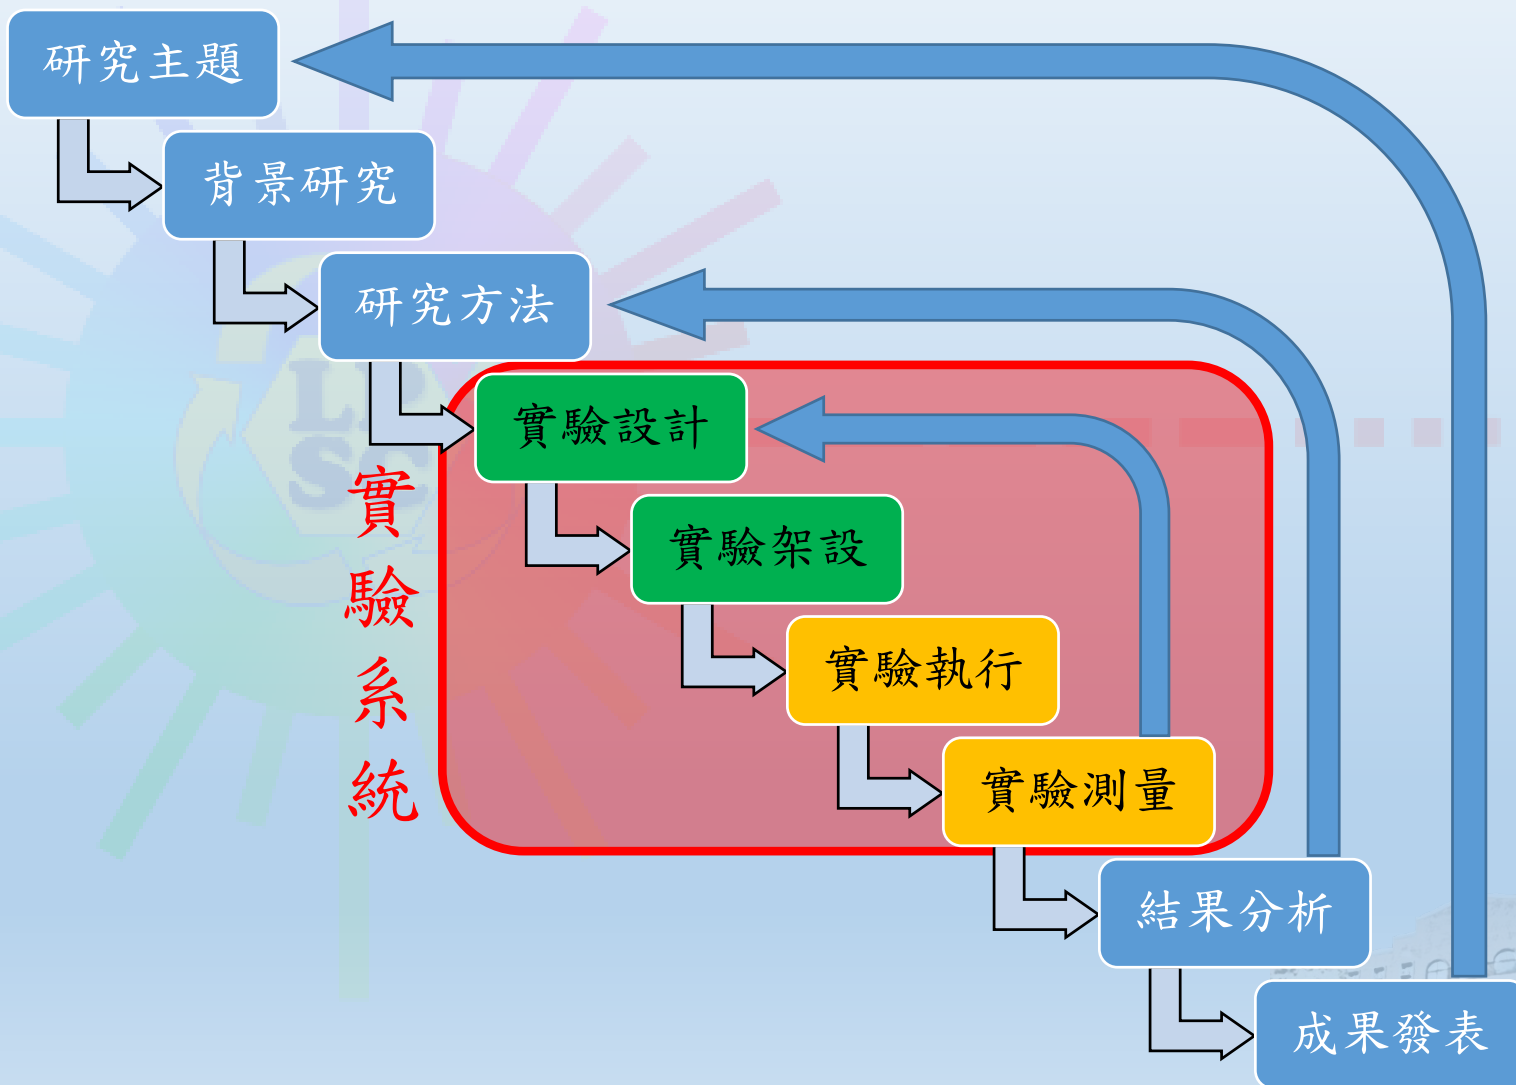 研究主題
背景研究
研究方法
實驗設計
實驗架設
實驗執行
實驗測量
結果分析
成果發表
實驗系統
LPSC